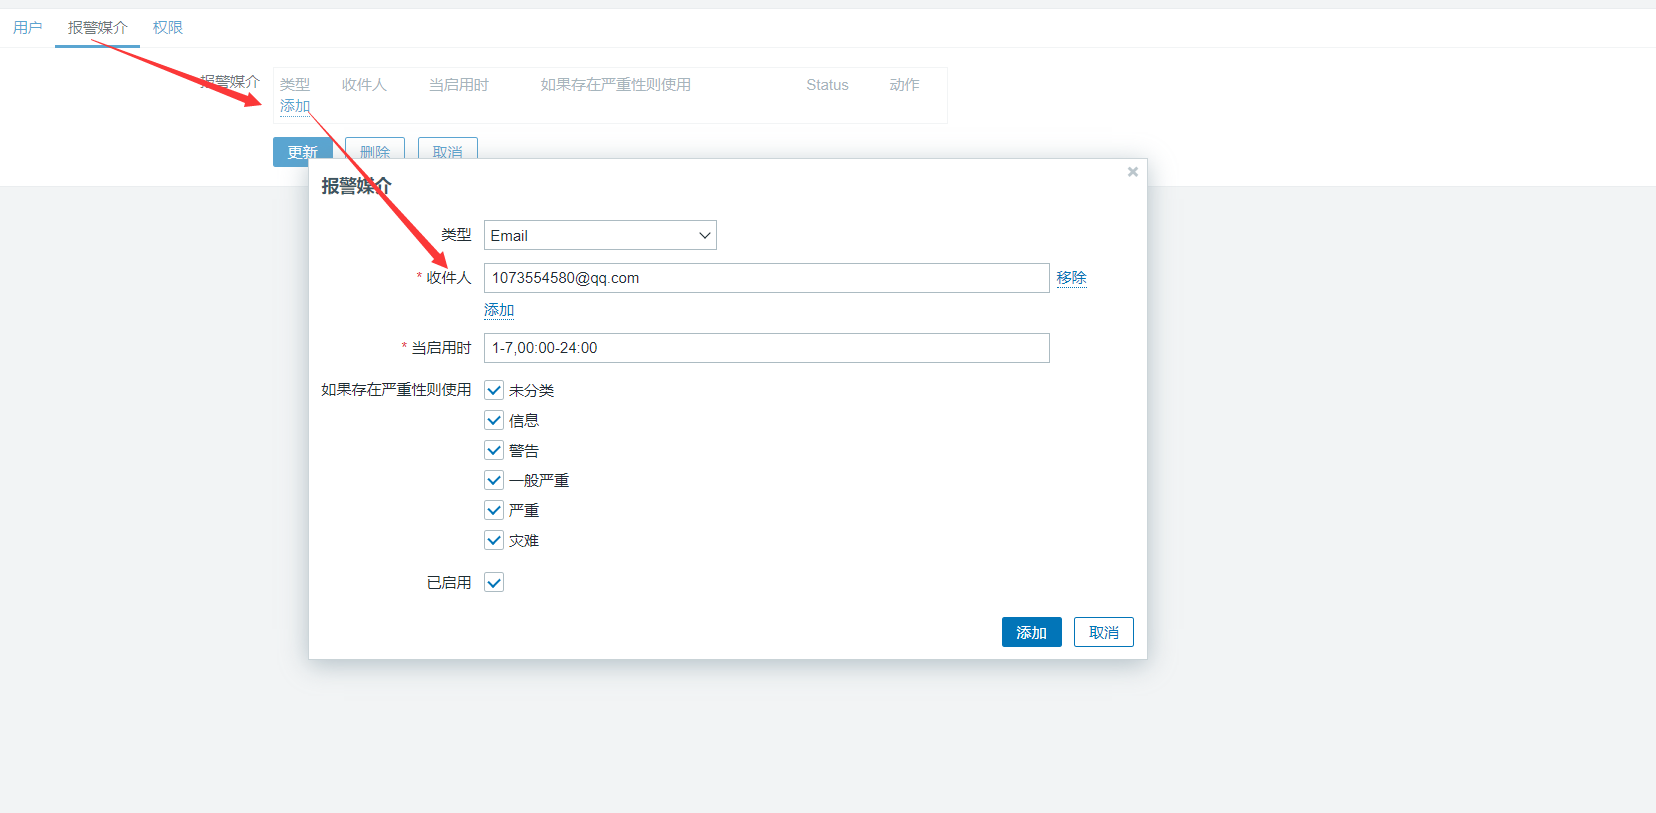 用户 报警媒介 权限
报警媒介 类型 收件人 当启用时 如果存在严重性则使用 Status 动作
添加
更新 删除 取消
报警媒介
类型 Email
* 收件人 1073554580@qq.com 移除
添加
* 当启用时 1-7,00:00-24:00
如果存在严重性则使用 未分类
信息
警告
一般严重
严重
灾难
已启用
添加 取消